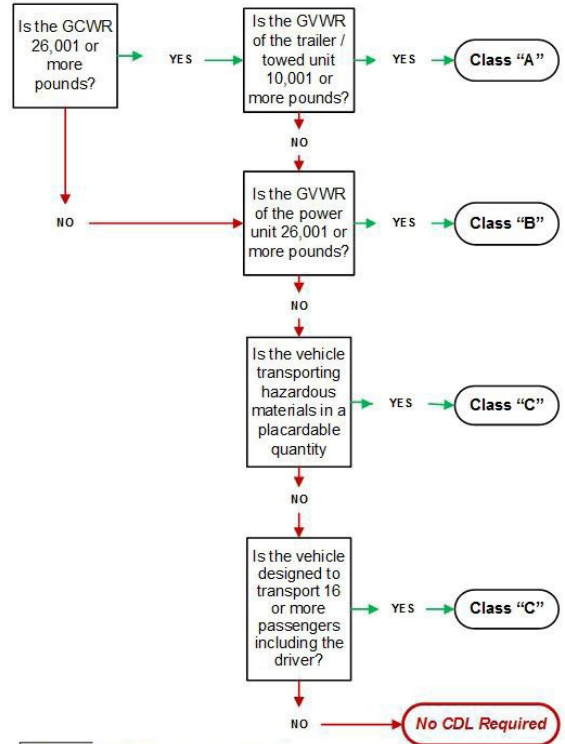 Is the GCWR
26,001 or
more
pounds?
YES
Is the GVWR
of the trailer /
towed unit
10,001 or
more pounds?
YES
Class “A”
NO
NO
Is the GVWR
of the power
unit 26,001 or
more pounds?
YES
Class “B”
NO
Is the vehicle
transporting
hazardous
materials in a
placardable
quantity
YES
Class “C”
NO
Is the vehicle
designed to
transport 16
or more
passengers
including the
driver?
YES
Class “C”
NO
No CDL Required